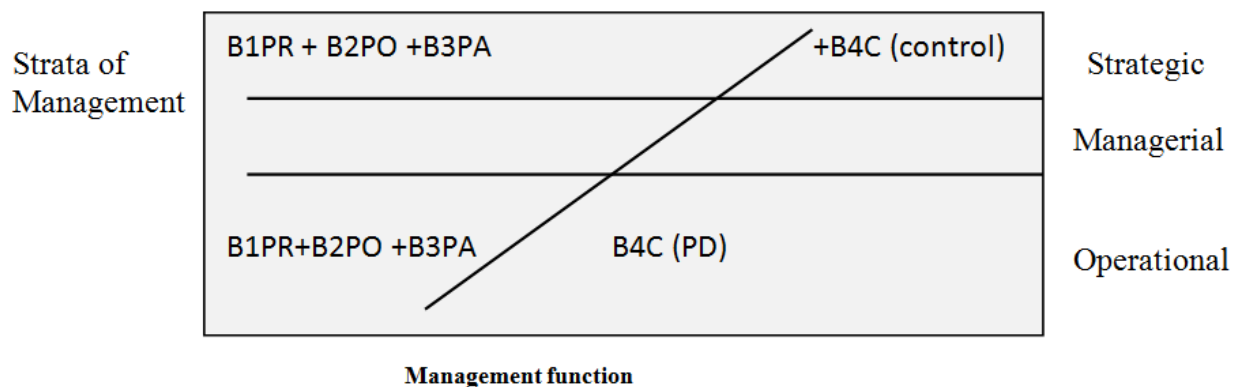 B1PR + B2PO +B3PA
+B4C (control)
Strata of
Management
Strategic
Managerial
B1PR+B2PO +B3PA
B4C (PD)
Operational
Management function